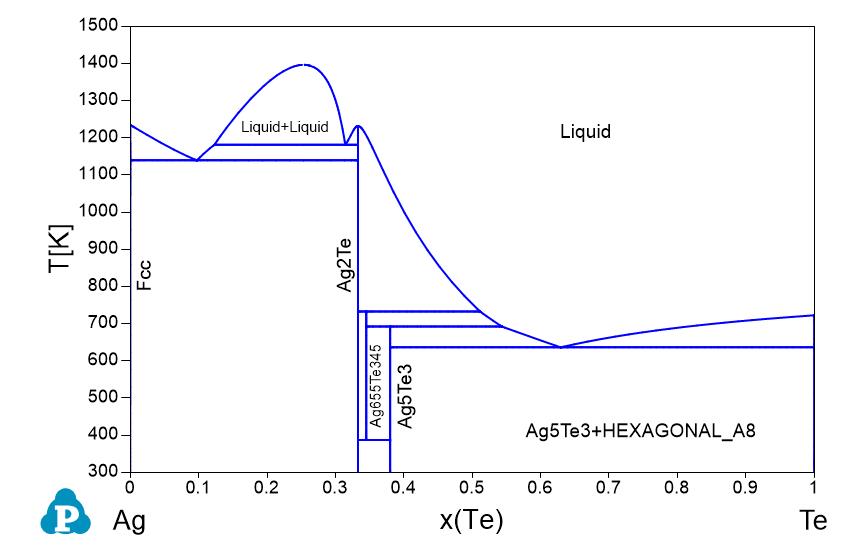 1500
1400
1300
1200
1100
1000
900
800
700
600
500
400
300
T[K]
Liquid+Liquid
Liquid
Fcc
Ag2Te
Ag655Te345
Ag5Te3
Ag5Te3+HEXAGONAL_A8
0 0.1 0.2 0.3 0.4 0.5 0.6 0.7 0.8 0.9 1
P
Ag x(Te) Te